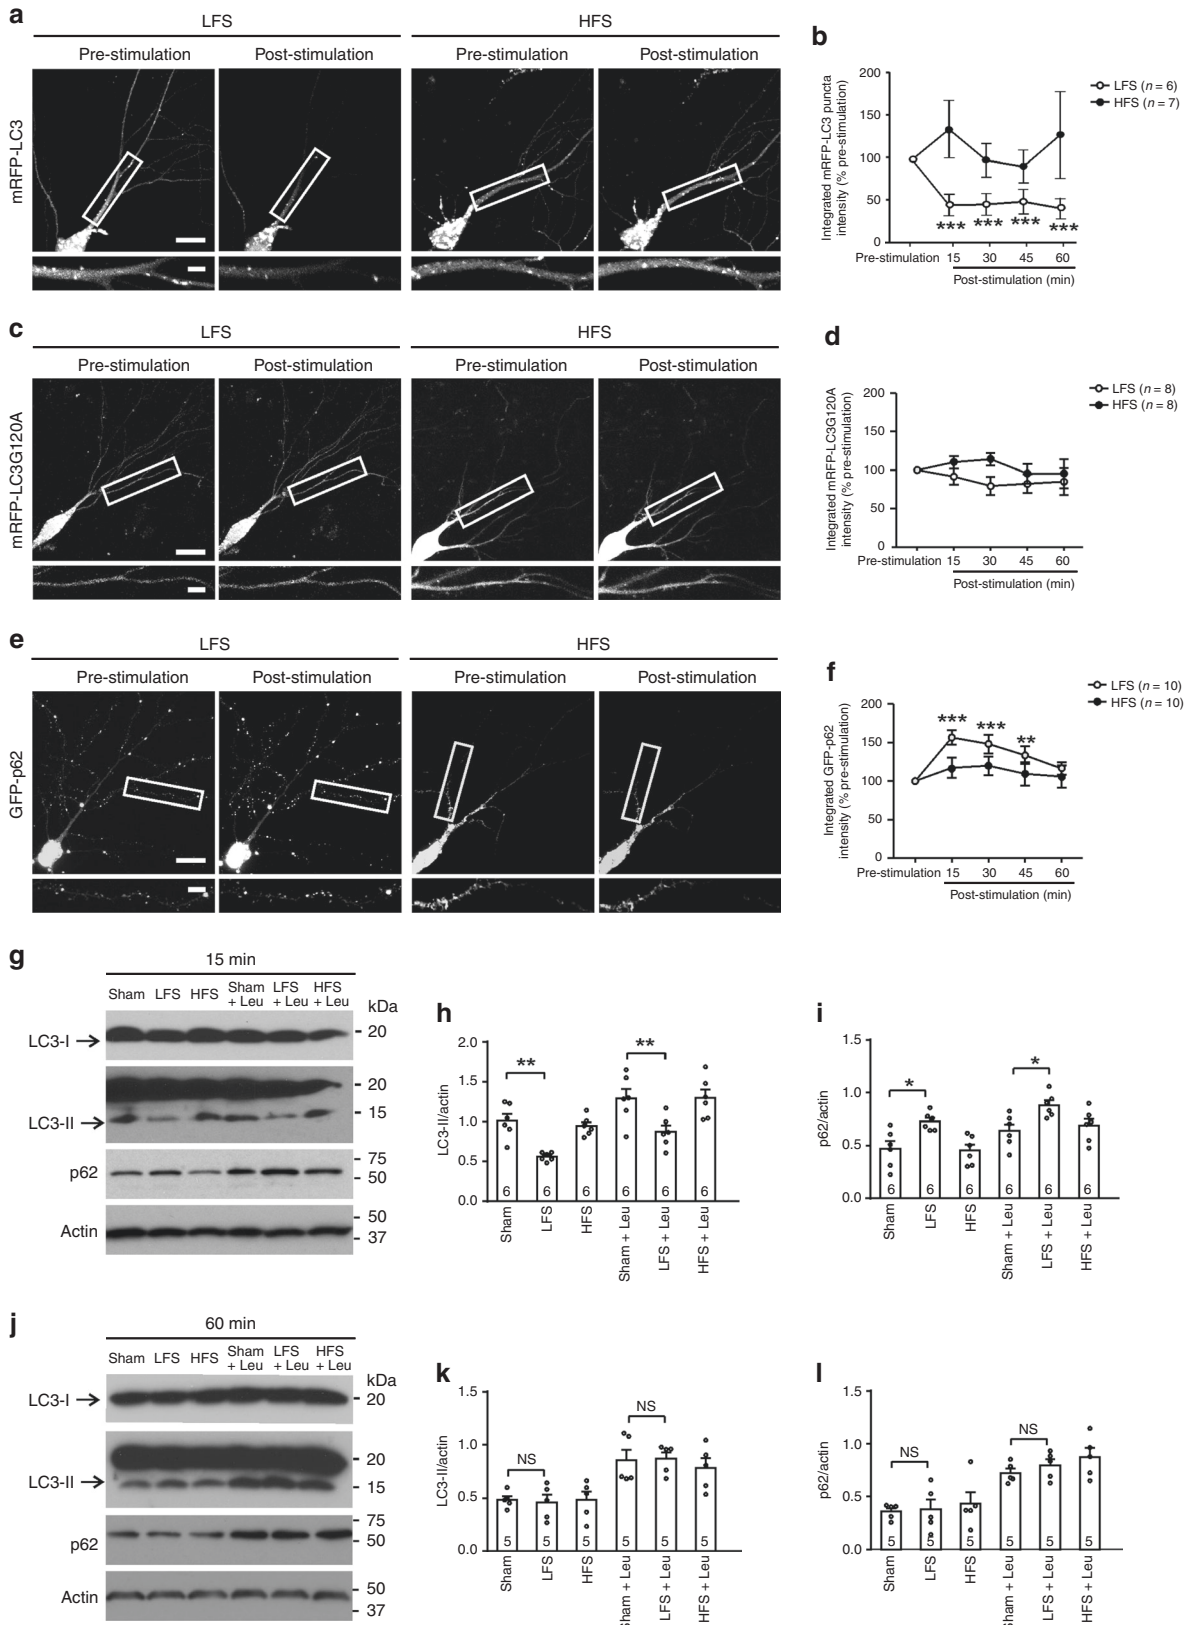 a
LFS
HFS
Pre-stimulation
Post-stimulation
Pre-stimulation
Post-stimulation
mRFP-LC3
b
Integrated mRFP-LC3 puncta
intensity (% pre-stimulation)
200
150
100
50
0
LFS (n = 6)
HFS (n = 7)
*** *** *** ***
Pre-stimulation 15 30 45 60
Post-stimulation (min)
c
LFS
HFS
Pre-stimulation
Post-stimulation
Pre-stimulation
Post-stimulation
mRFP-LC3G120A
d
Integrated mRFP-LC3G120A
intensity (% pre-stimulation)
200
150
100
50
0
LFS (n = 8)
HFS (n = 8)
Pre-stimulation 15 30 45 60
Post-stimulation (min)
e
LFS
HFS
Pre-stimulation
Post-stimulation
Pre-stimulation
Post-stimulation
GFP-p62
f
Integrated GFP-p62
intensity (% pre-stimulation)
200
150
100
50
0
LFS (n = 10)
HFS (n = 10)
*** *** **
Pre-stimulation 15 30 45 60
Post-stimulation (min)
g
15 min
Sham LFS HFS Sham + Leu LFS + Leu HFS + Leu
kDa
LC3-I
20
LC3-II
20
15
p62
75
50
Actin
50
37
h
LC3-II/actin
2.0
1.5
1.0
0.5
0.0
** **
6 6 6 6 6 6
Sham LFS HFS Sham + Leu LFS + Leu HFS + Leu
i
p62/actin
1.5
1.0
0.5
0.0
* *
6 6 6 6 6 6
Sham LFS HFS Sham + Leu LFS + Leu HFS + Leu
j
60 min
Sham LFS HFS Sham + Leu LFS + Leu HFS + Leu
kDa
LC3-I
20
LC3-II
20
15
p62
75
50
Actin
50
37
k
LC3-II/actin
1.5
1.0
0.5
0.0
NS NS
5 5 5 5 5 5
Sham LFS HFS Sham + Leu LFS + Leu HFS + Leu
l
p62/actin
1.5
1.0
0.5
0.0
NS NS
5 5 5 5 5 5
Sham LFS HFS Sham + Leu LFS + Leu HFS + Leu